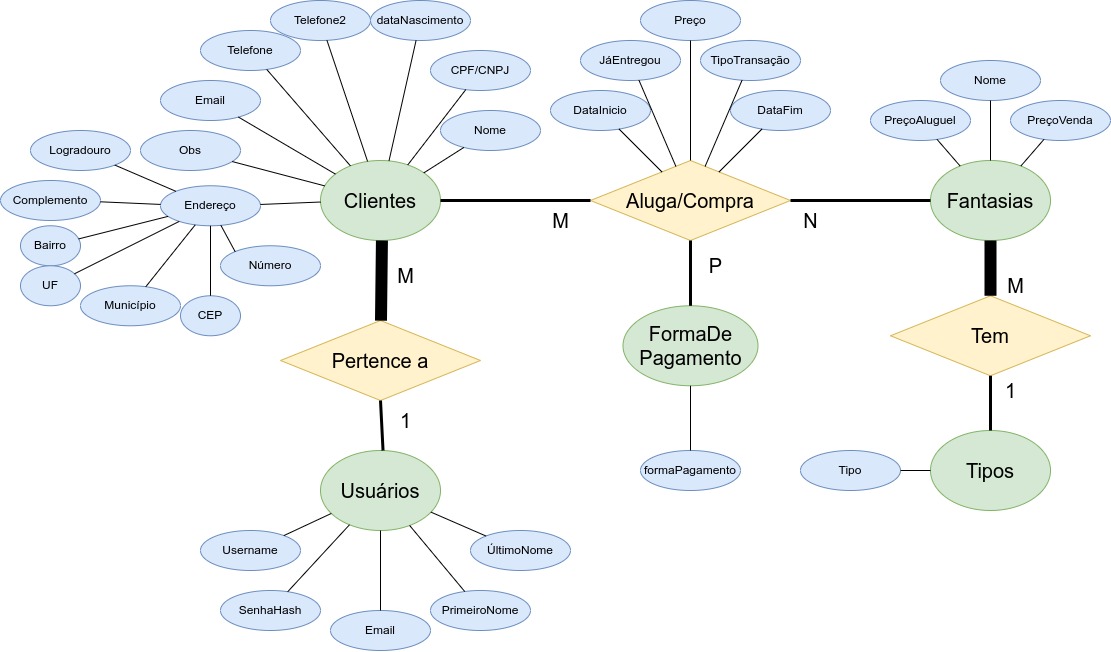 Telefone2
dataNascimento
Preço
Telefone
JáEntregou
TipoTransação
CPF/CNPJ
Nome
Email
DataInicio
DataFim
PreçoAluguel
PreçoVenda
Nome
Logradouro
Obs
Complemento
Endereço
Clientes
Aluga/Compra
Fantasias
M
N
Bairro
UF
Número
Município
CEP
M
P
M
FormaDe
Pagamento
Tem
Pertence a
1
1
formaPagamento
Tipo
Tipos
Usuários
Username
ÚltimoNome
SenhaHash
PrimeiroNome
Email